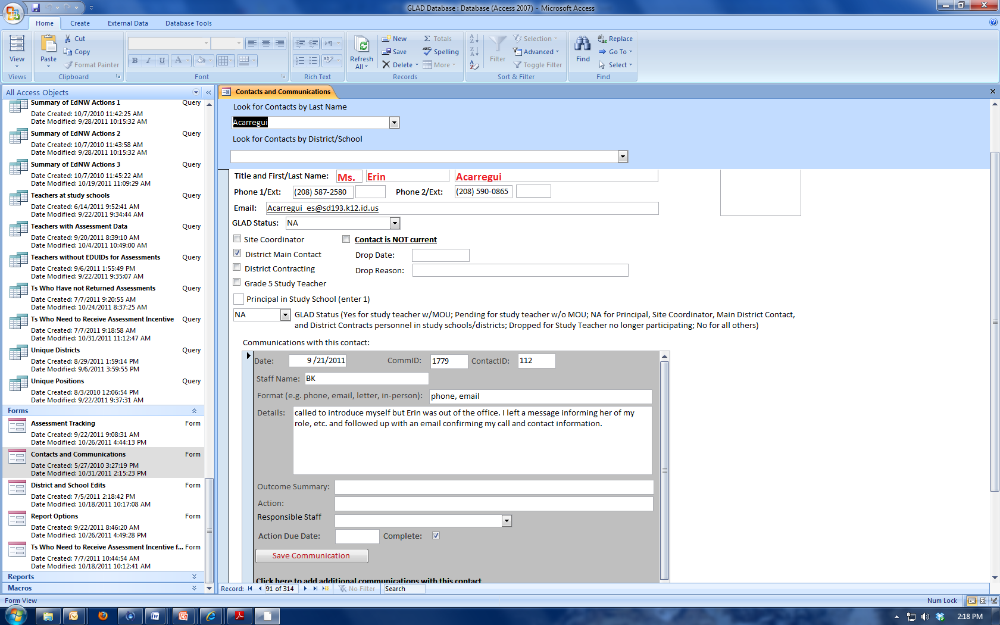 GLAD Database : Database (Access 2007) - Microsoft Access
Home Create External Data Database Tools
View
Views
Paste
Cut
Copy
Format Painter
Clipboard
B I U A
Font
Rich Text
Refresh All
New
Save
Delete
Totals
Spelling
More
Records
Filter
Selection
Advanced
Toggle Filter
Sort & Filter
Find
Replace
Go To
Select
Find
All Access Objects
Summary of EdNW Actions 1 Query
Date Created: 10/7/2010 11:42:25 AM
Date Modified: 9/28/2011 10:15:32 AM
Summary of EdNW Actions 2 Query
Date Created: 10/7/2010 11:43:58 AM
Date Modified: 9/28/2011 10:15:32 AM
Summary of EdNW Actions 3 Query
Date Created: 10/7/2010 11:45:22 AM
Date Modified: 10/19/2011 11:09:29 AM
Teachers at study schools Query
Date Created: 6/14/2011 9:52:41 AM
Date Modified: 9/22/2011 9:34:44 AM
Teachers with Assessment Data Query
Date Created: 9/20/2011 8:39:10 AM
Date Modified: 10/4/2011 10:49:00 AM
Teachers without EDUIDs for Assessments Query
Date Created: 9/6/2011 1:55:49 PM
Date Modified: 9/22/2011 9:35:07 AM
Ts Who Have not Returned Assessments Query
Date Created: 7/7/2011 9:20:55 AM
Date Modified: 10/24/2011 8:37:25 AM
Ts Who Need to Receive Assessment Incentive Query
Date Created: 7/7/2011 9:18:58 AM
Date Modified: 10/31/2011 11:12:47 AM
Unique Districts Query
Date Created: 8/29/2011 1:59:14 PM
Date Modified: 9/6/2011 3:59:55 PM
Unique Positions Query
Date Created: 8/3/2010 12:06:54 PM
Date Modified: 9/22/2011 9:37:31 AM
Forms
Assessment Tracking Form
Date Created: 9/22/2011 9:08:31 AM
Date Modified: 10/26/2011 4:44:13 PM
Contacts and Communications Form
Date Created: 5/27/2010 3:27:19 PM
Date Modified: 10/31/2011 2:15:23 PM
District and School Edits Form
Date Created: 7/5/2011 2:18:42 PM
Date Modified: 10/18/2011 10:17:08 AM
Report Options Form
Date Created: 9/22/2011 8:46:20 AM
Date Modified: 10/26/2011 4:49:28 PM
Ts Who Need to Receive Assessment Incentive f... Form
Date Created: 7/7/2011 10:44:54 AM
Date Modified: 10/18/2011 10:12:41 AM
Reports
Macros
Contacts and Communications
Look for Contacts by Last Name
Acarregui
Look for Contacts by District/School
Title and First/Last Name: Ms. Erin Acarregui
Phone 1/Ext: (208) 587-2580 Phone 2/Ext: (208) 590-0865
Email: Acarregui_es@sd193.k12.id.us
GLAD Status: NA
Site Coordinator Contact is NOT current
District Main Contact Drop Date:
District Contracting Drop Reason:
Grade 5 Study Teacher
Principal in Study School (enter 1)
NA GLAD Status (Yes for study teacher w/MOU; Pending for study teacher w/o MOU; NA for Principal, Site Coordinator, Main District Contact,
and District Contracts personnel in study schools/districts; Dropped for Study Teacher no longer participating; No for all others)
Communications with this contact:
Date: 9 /21/2011 CommID: 1779 ContactID: 112
Staff Name: BK
Format (e.g. phone, email, letter, in-person): phone, email
Details: called to introduce myself but Erin was out of the office. I left a message informing her of my
role, etc. and followed up with an email confirming my call and contact information.
Outcome Summary:
Action:
Responsible Staff
Action Due Date: Complete:
Save Communication
Click here to add additional communications with this contact
Record: 91 of 314 No Filter Search
Form View Num Lock
2:18 PM